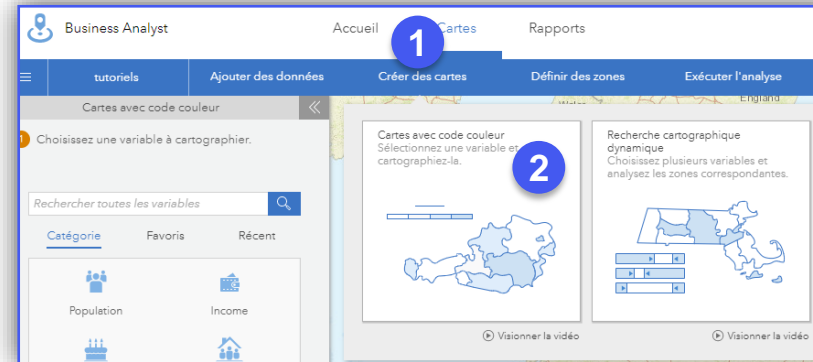 Business Analyst
Accueil
Cartes
Rapports
1
tutoriels
Ajouter des données
Créer des cartes
Définir des zones
Exécuter l'analyse
Cartes avec code couleur
England
Choisissez une variable à cartographier.
Cartes avec code couleur
Sélectionnez une variable et
cartographiez-la.
2
Recherche cartographique
dynamique
Choisissez plusieurs variables et
analysez les zones correspondantes.
Rechercher toutes les variables
Catégorie
Favoris
Récent
Population
Income
Visionner la vidéo
Visionner la vidéo